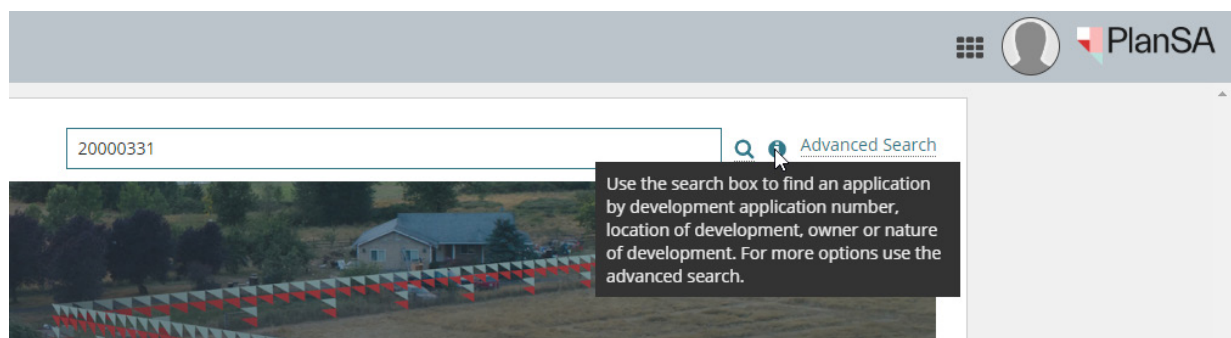 PlanSA
20000331
Advanced Search
Use the search box to find an application
by development application number,
location of development, owner or nature
of development. For more options use the
advanced search.